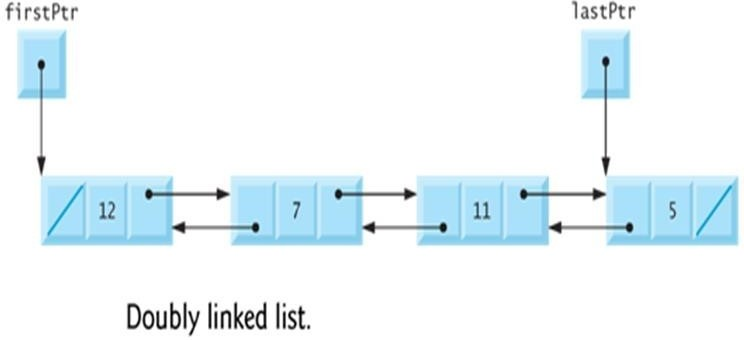 firstPtr lastPtr
12 7 11 5
Doubly linked list.